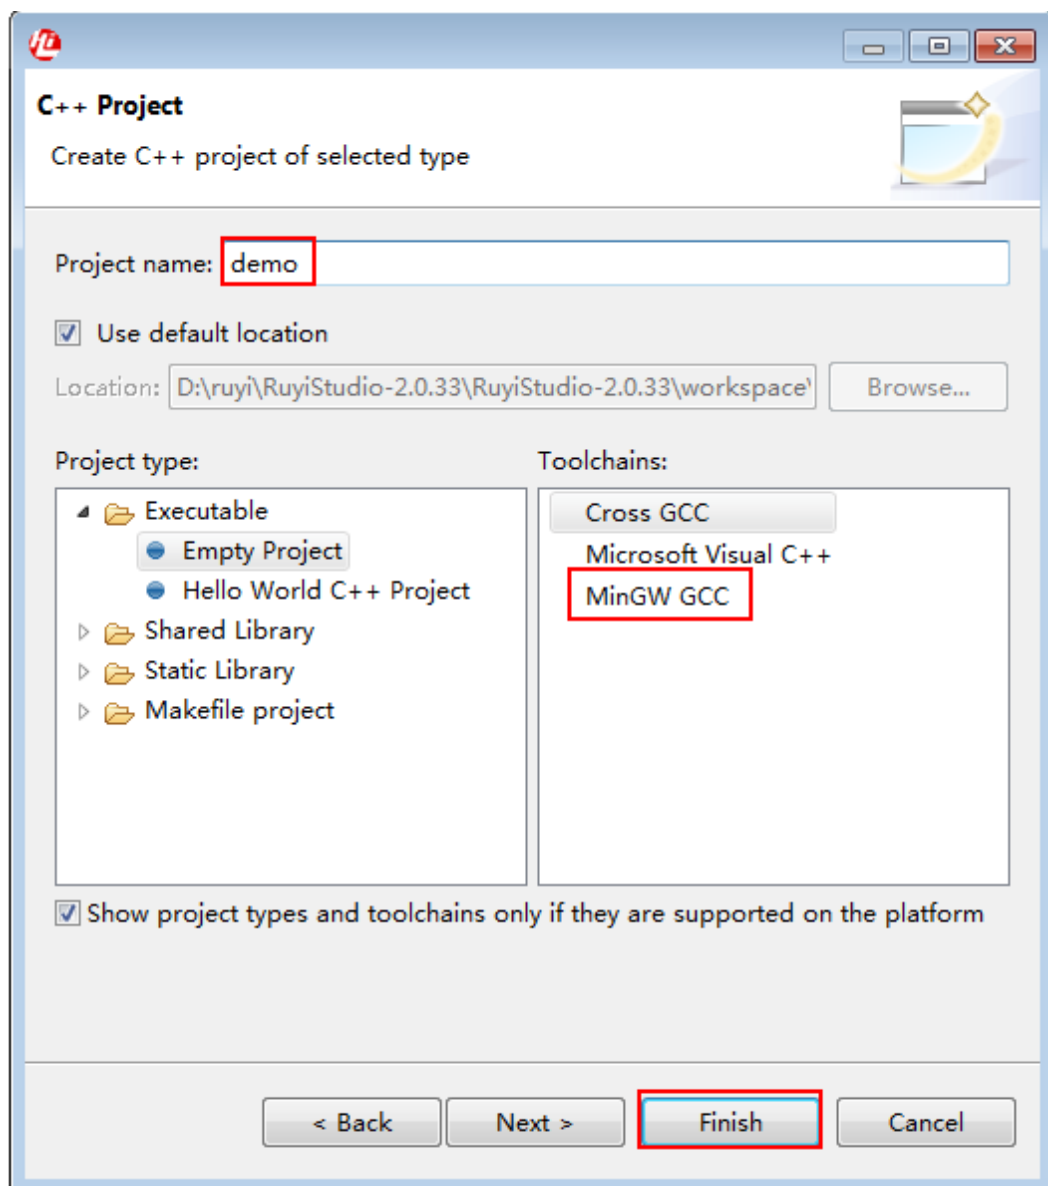 C++ Project
Create C++ project of selected type
Project name: demo
Use default location
Location: D:\ruyi\RuyiStudio-2.0.33\RuyiStudio-2.0.33\workspace\ Browse...
Project type:
Toolchains:
Executable
Empty Project
Hello World C++ Project
Shared Library
Static Library
Makefile project
Cross GCC
Microsoft Visual C++
MinGW GCC
Show project types and toolchains only if they are supported on the platform
< Back Next > Finish Cancel